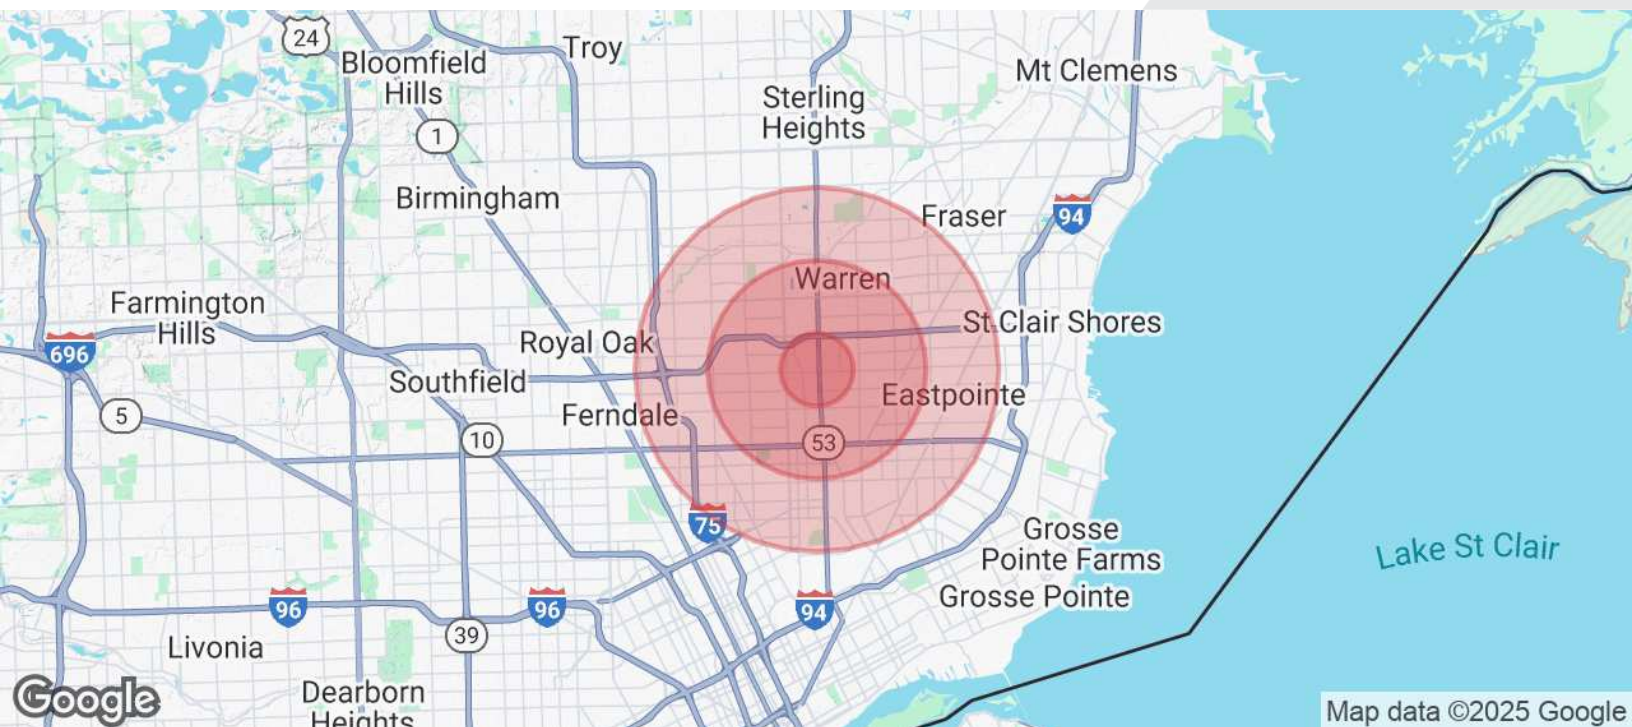 24
Troy
Bloomfield
Hills
Mt Clemens
Sterling
Heights
1
Birmingham
Fraser
94
Warren
Farmington
Hills
St Clair Shores
Royal Oak
696
Southfield
Eastpointe
5
Ferndale
10
53
75
Grosse
Pointe Farms
Lake St Clair
Grosse Pointe
96
96
94
39
Livonia
Dearborn
Heights
Google
Map data ©2025 Google